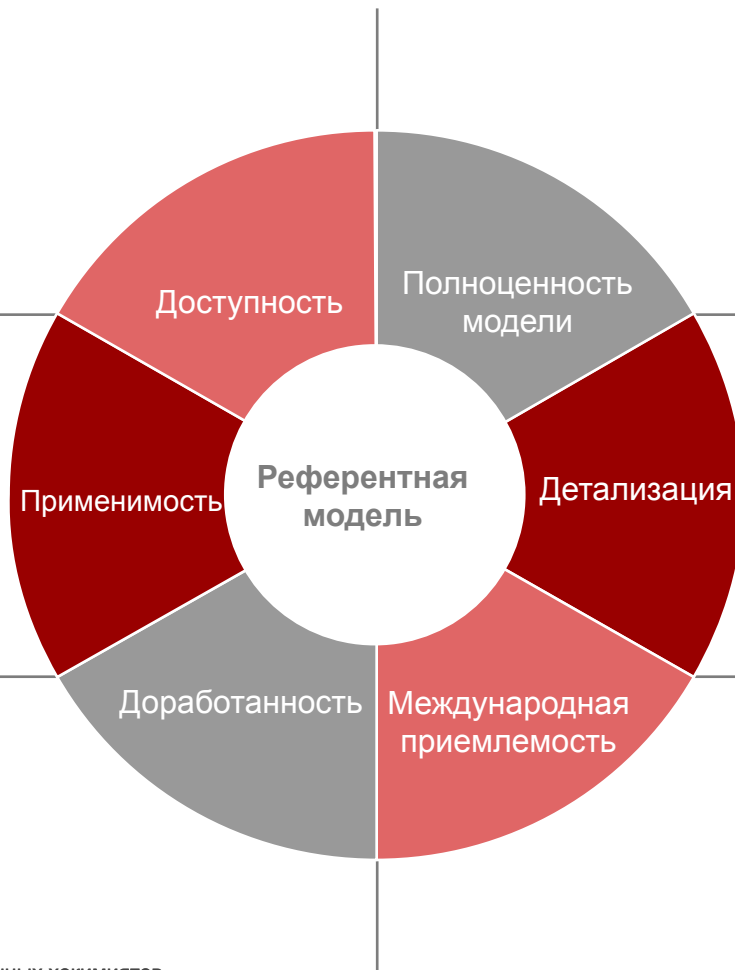 Доступность
Полноценность
модели
Применимость
Референтная
модель
Детализация
Доработанность
Международная
приемлемость